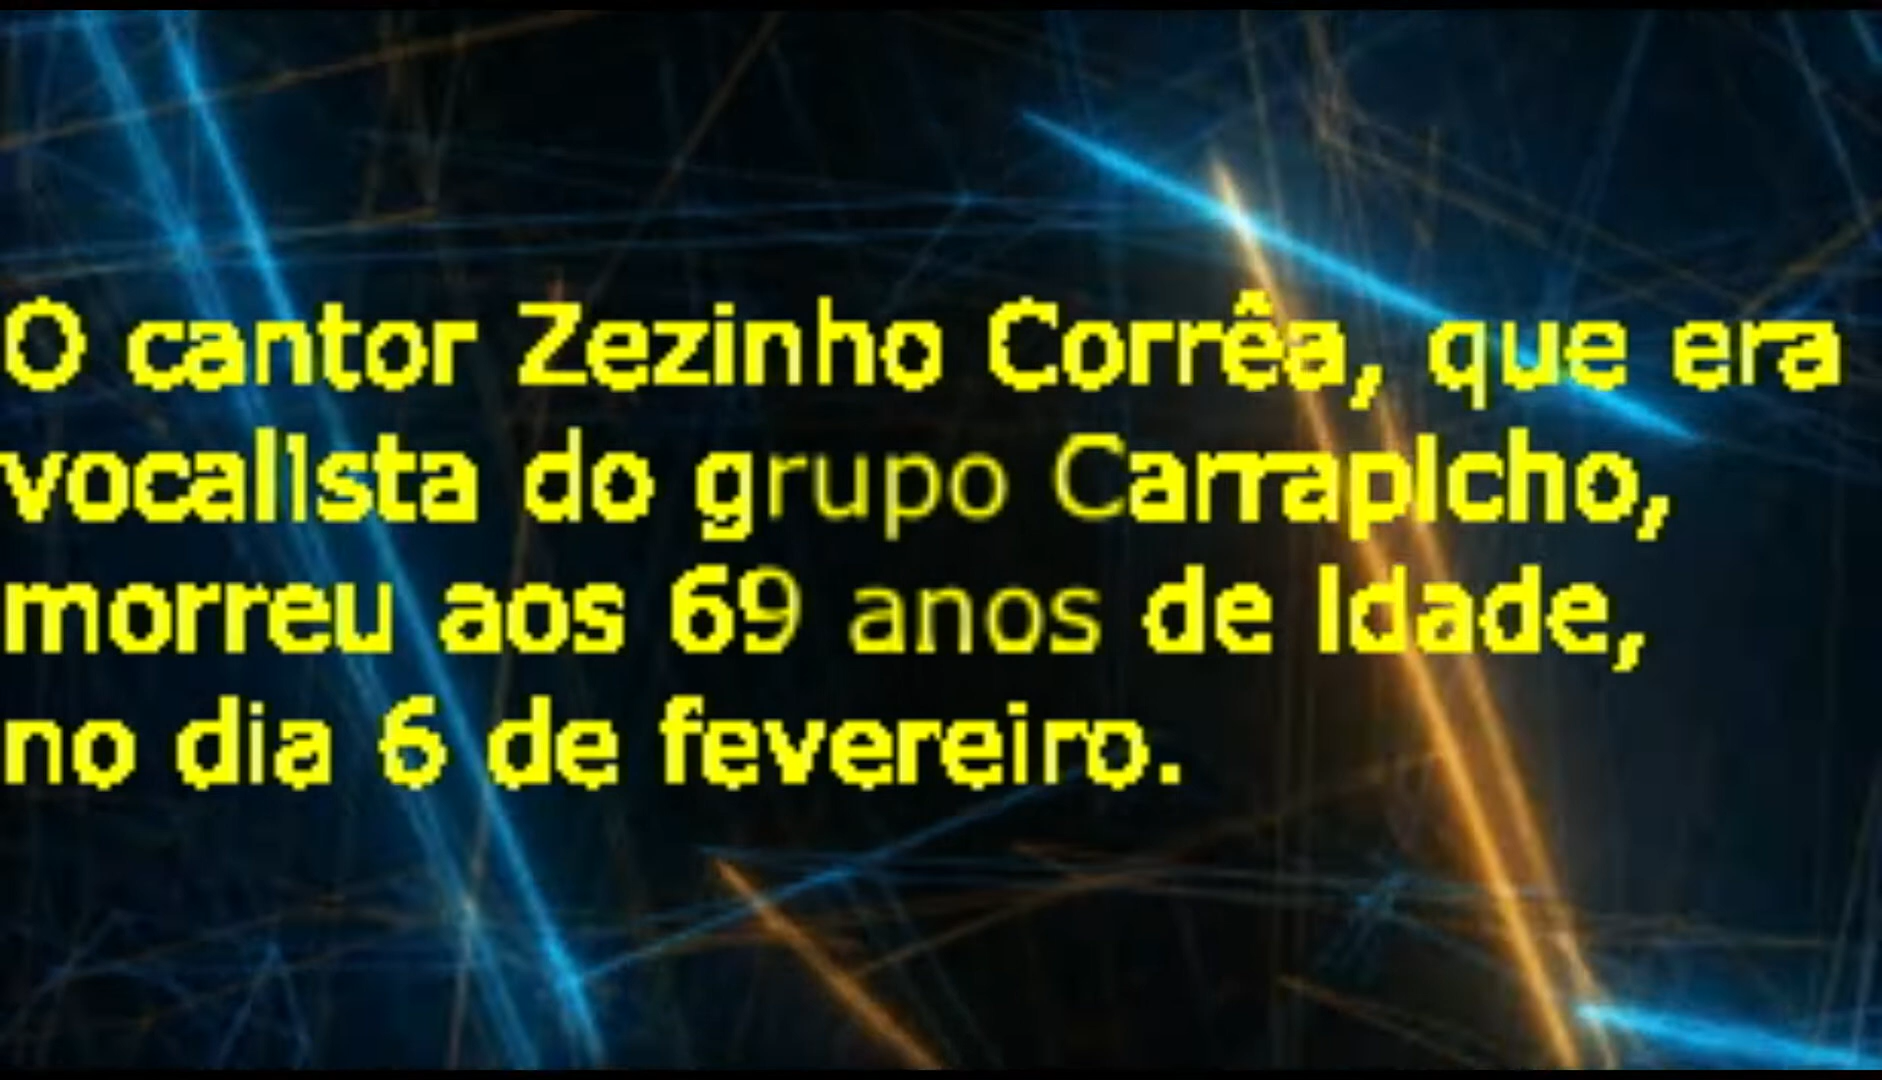 O cantor Zezinho Corrêa, que era
vocalista do grupo Carrapicho,
morreu aos 69 anos de idade,
no dia 6 de fevereiro.